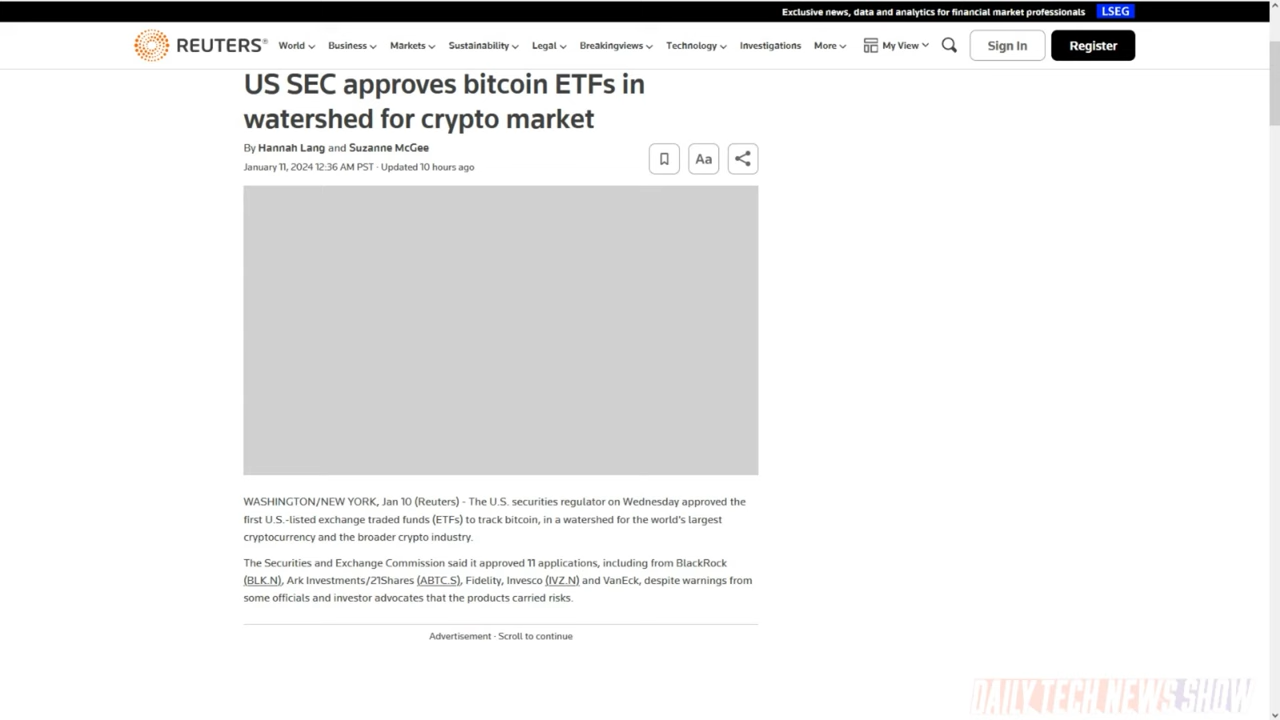 Exclusive news, data and analytics for financial market professionals LSEG
REUTERS® World Business Markets Sustainability Legal Breakingviews Technology Investigations More My View Sign In Register
US SEC approves bitcoin ETFs in
watershed for crypto market
By Hannah Lang and Suzanne McGee
January 11, 2024 12:36 AM PST · Updated 10 hours ago
Aa
WASHINGTON/NEW YORK, Jan 10 (Reuters) - The U.S. securities regulator on Wednesday approved the
first U.S.-listed exchange traded funds (ETFs) to track bitcoin, in a watershed for the world's largest
cryptocurrency and the broader crypto industry.
The Securities and Exchange Commission said it approved 11 applications, including from BlackRock
(BLK.N), Ark Investments/21Shares (ABTC.S), Fidelity, Invesco (IVZ.N) and VanEck, despite warnings from
some officials and investor advocates that the products carried risks.
Advertisement · Scroll to continue
DAILY TECH NEWS SHOW